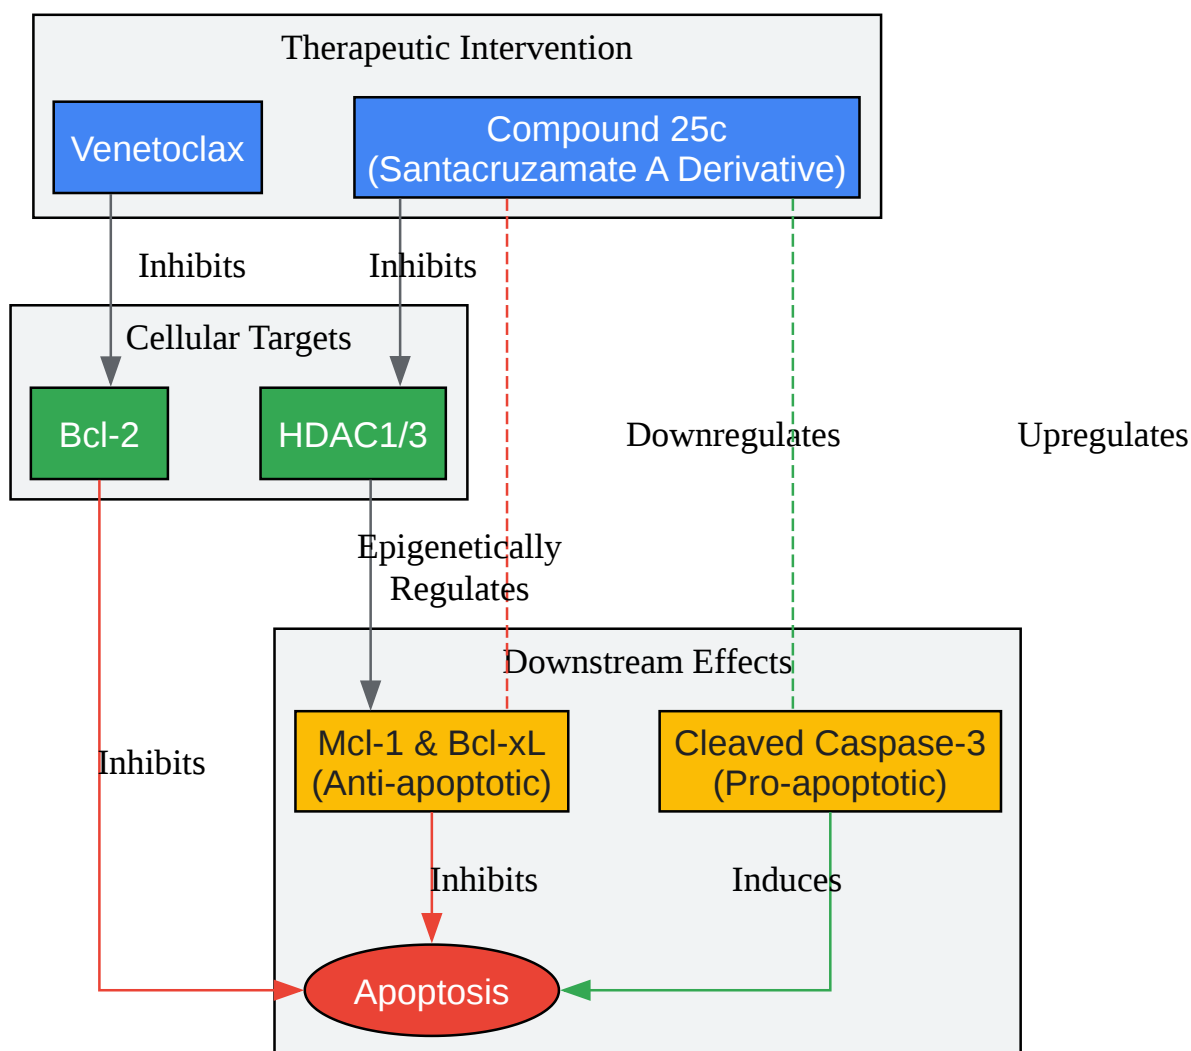 Therapeutic Intervention
Venetoclax
Compound 25c
(Santacruzamate A Derivative)
Inhibits
Inhibits
Cellular Targets
Bcl-2
HDAC1/3
Downregulates
Upregulates
Epigenetically
Regulates
Downstream Effects
Mcl-1 & Bcl-xL
(Anti-apoptotic)
Cleaved Caspase-3
(Pro-apoptotic)
Inhibits
Inhibits
Induces
Apoptosis